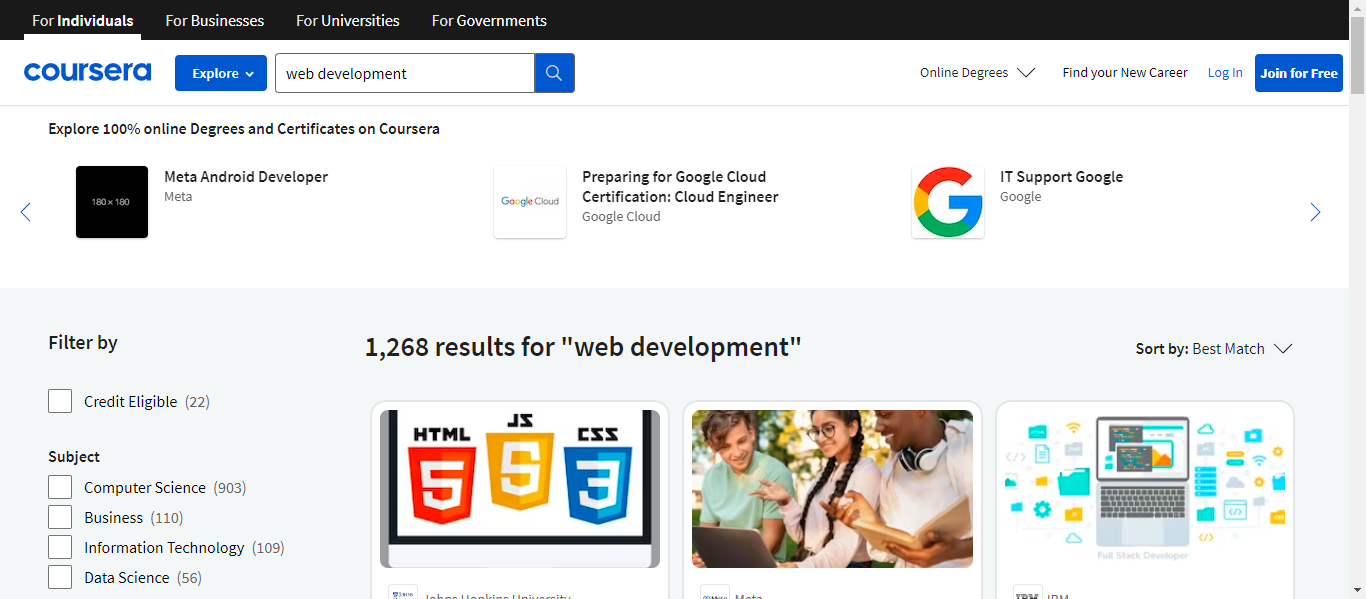 For Individuals For Businesses For Universities For Governments
coursera Explore web development Online Degrees Find your New Career Log In Join for Free
Explore 100% online Degrees and Certificates on Coursera
180 × 180
Meta Android Developer
Meta
Google Cloud
Preparing for Google Cloud
Certification: Cloud Engineer
Google Cloud
IT Support Google
Google
Filter by
Credit Eligible (22)
Subject
Computer Science (903)
Business (110)
Information Technology (109)
Data Science (56)
1,268 results for "web development"
Sort by: Best Match
HTML JS CSS
5 5 3
Full Stack Developer
Johns Hopkins University
Meta
IBM IBM